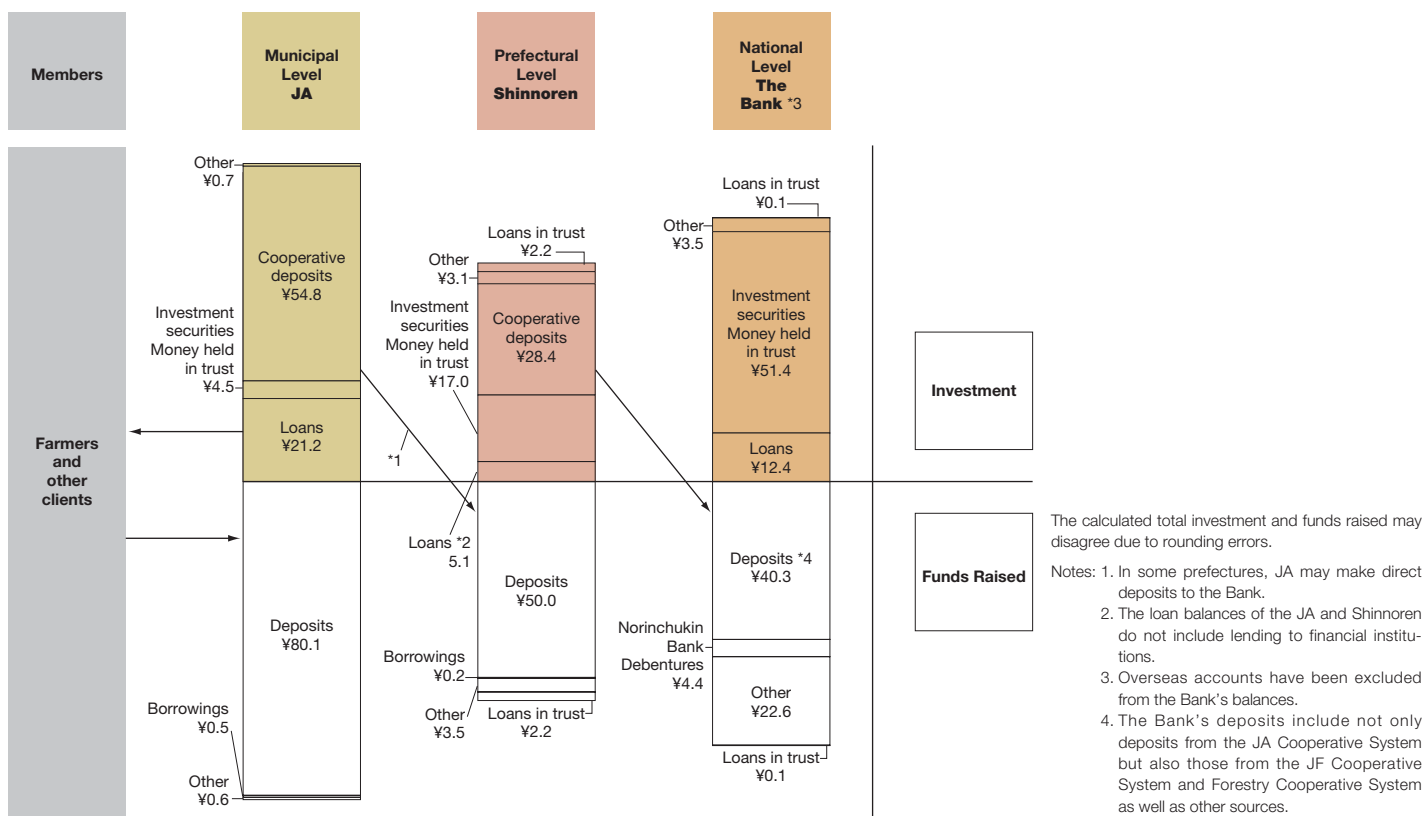 Members
Municipal
Level
JA
Prefectural
Level
Shinnoren
National
Level
The
Bank *3
Farmers
and
other
clients
Other
¥0.7
Cooperative
deposits
¥54.8
Investment
securities
Money held
in trust
¥4.5
Loans
¥21.2
*1
Deposits
¥80.1
Borrowings
¥0.5
Other
¥0.6
Loans in trust
¥2.2
Other
¥3.1
Cooperative
deposits
¥28.4
Investment
securities
Money held
in trust
¥17.0
Loans *2
5.1
Deposits
¥50.0
Borrowings
¥0.2
Other
¥3.5
Loans in trust
¥2.2
Loans in trust
¥0.1
Other
¥3.5
Investment
securities
Money held
in trust
¥51.4
Loans
¥12.4
Deposits *4
¥40.3
Norinchukin
Bank
Debentures
¥4.4
Other
¥22.6
Loans in trust
¥0.1
Investment
Funds Raised
The calculated total investment and funds raised may
disagree due to rounding errors.
Notes: 1. In some prefectures, JA may make direct
deposits to the Bank.
2. The loan balances of the JA and Shinnoren
do not include lending to financial institu-
tions.
3. Overseas accounts have been excluded
from the Bank's balances.
4. The Bank's deposits include not only
deposits from the JA Cooperative System
but also those from the JF Cooperative
System and Forestry Cooperative System
as well as other sources.